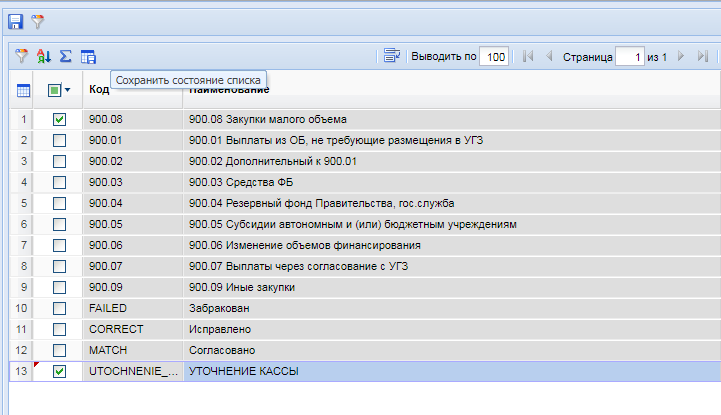 Выводить по 100 Страница 1 из 1
Сохранить состояние списка
Код Наименование
1 900.08 900.08 Закупки малого объема
2 900.01 900.01 Выплаты из ОБ, не требующие размещения в УГЗ
3 900.02 900.02 Дополнительный к 900.01
4 900.03 900.03 Средства ФБ
5 900.04 900.04 Резервный фонд Правительства, гос.служба
6 900.05 900.05 Субсидии автономным и (или) бюджетным учреждениям
7 900.06 900.06 Изменение объемов финансирования
8 900.07 900.07 Выплаты через согласование с УГЗ
9 900.09 900.09 Иные закупки
10 FAILED Забракован
11 CORRECT Исправлено
12 MATCH Согласовано
13 UTOCHNENIE_... УТОЧНЕНИЕ КАССЫ